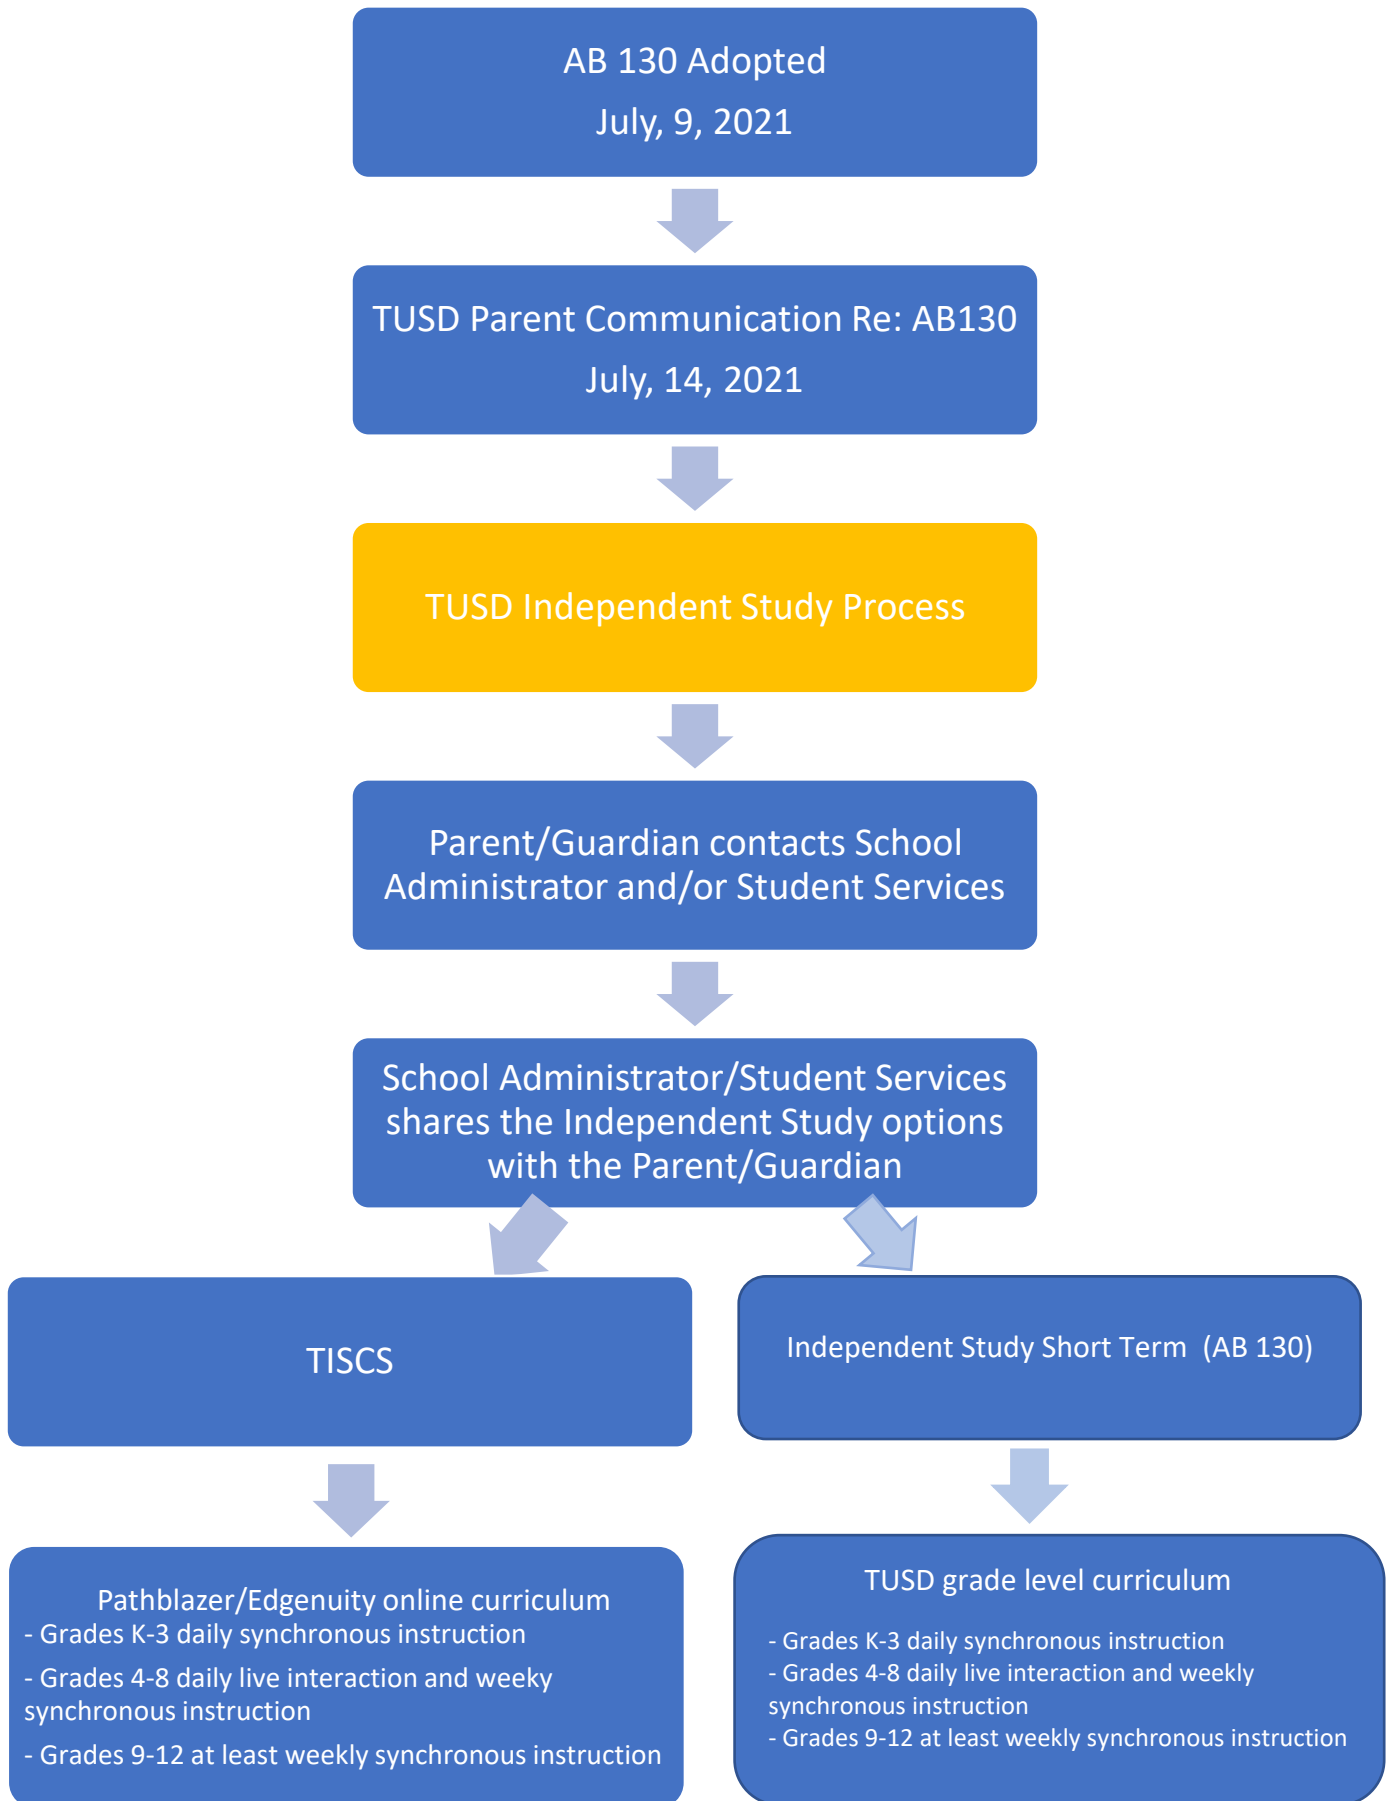 AB 130 Adopted
July, 9, 2021
TUSD Parent Communication Re: AB130
July, 14, 2021
TUSD Independent Study Process
Parent/Guardian contacts School
Administrator and/or Student Services
School Administrator/Student Services
shares the Independent Study options
with the Parent/Guardian
TISCS
Independent Study Short Term (AB 130)
Pathblazer/Edgenuity online curriculum
- Grades K-3 daily synchronous instruction
- Grades 4-8 daily live interaction and weeky
synchronous instruction
- Grades 9-12 at least weekly synchronous instruction
TUSD grade level curriculum
- Grades K-3 daily synchronous instruction
- Grades 4-8 daily live interaction and weekly
synchronous instruction
- Grades 9-12 at least weekly synchronous instruction